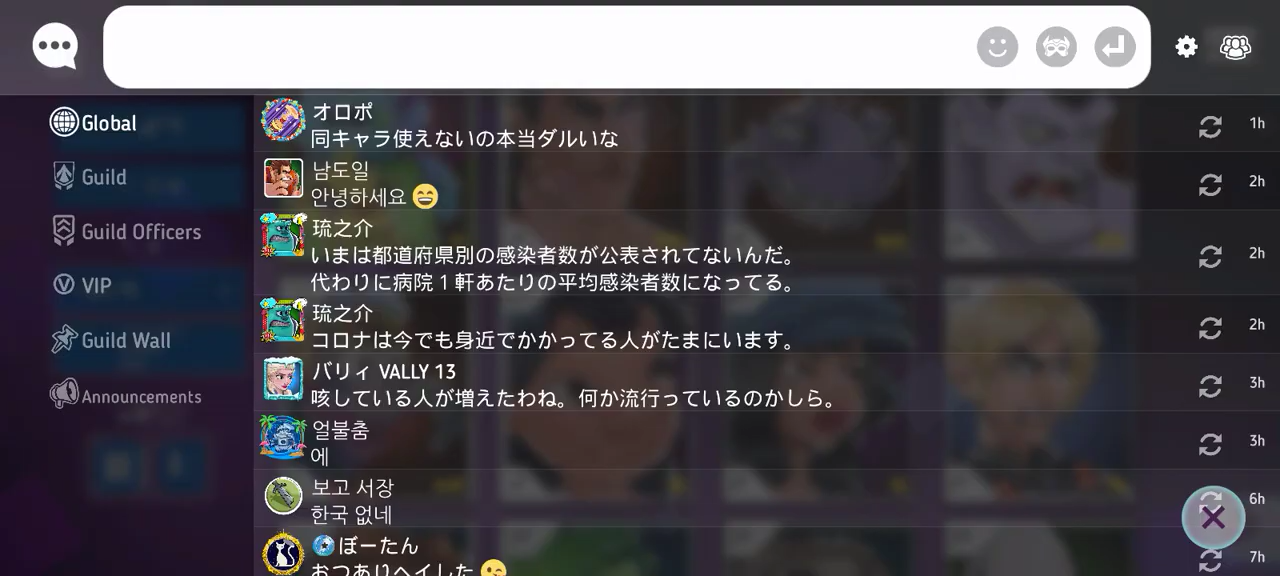 Global
Guild
Guild Officers
VIP
Guild Wall
Announcements
オロポ
同キャラ使えないの本当ダルいな
1h
남도일
안녕하세요 😁
2h
琉之介
いまは都道府県別の感染者数が公表されてないんだ。
代わりに病院1軒あたりの平均感染者数になってる。
2h
琉之介
コロナは今でも身近でかかってる人がたまにいます。
2h
バリィ VALLY 13
咳している人が増えたわね。何か流行っているのかしら。
3h
얼불춤
에
3h
보고 서장
한국 없네
6h
ぼーたん
おつありヘイした 😉
7h